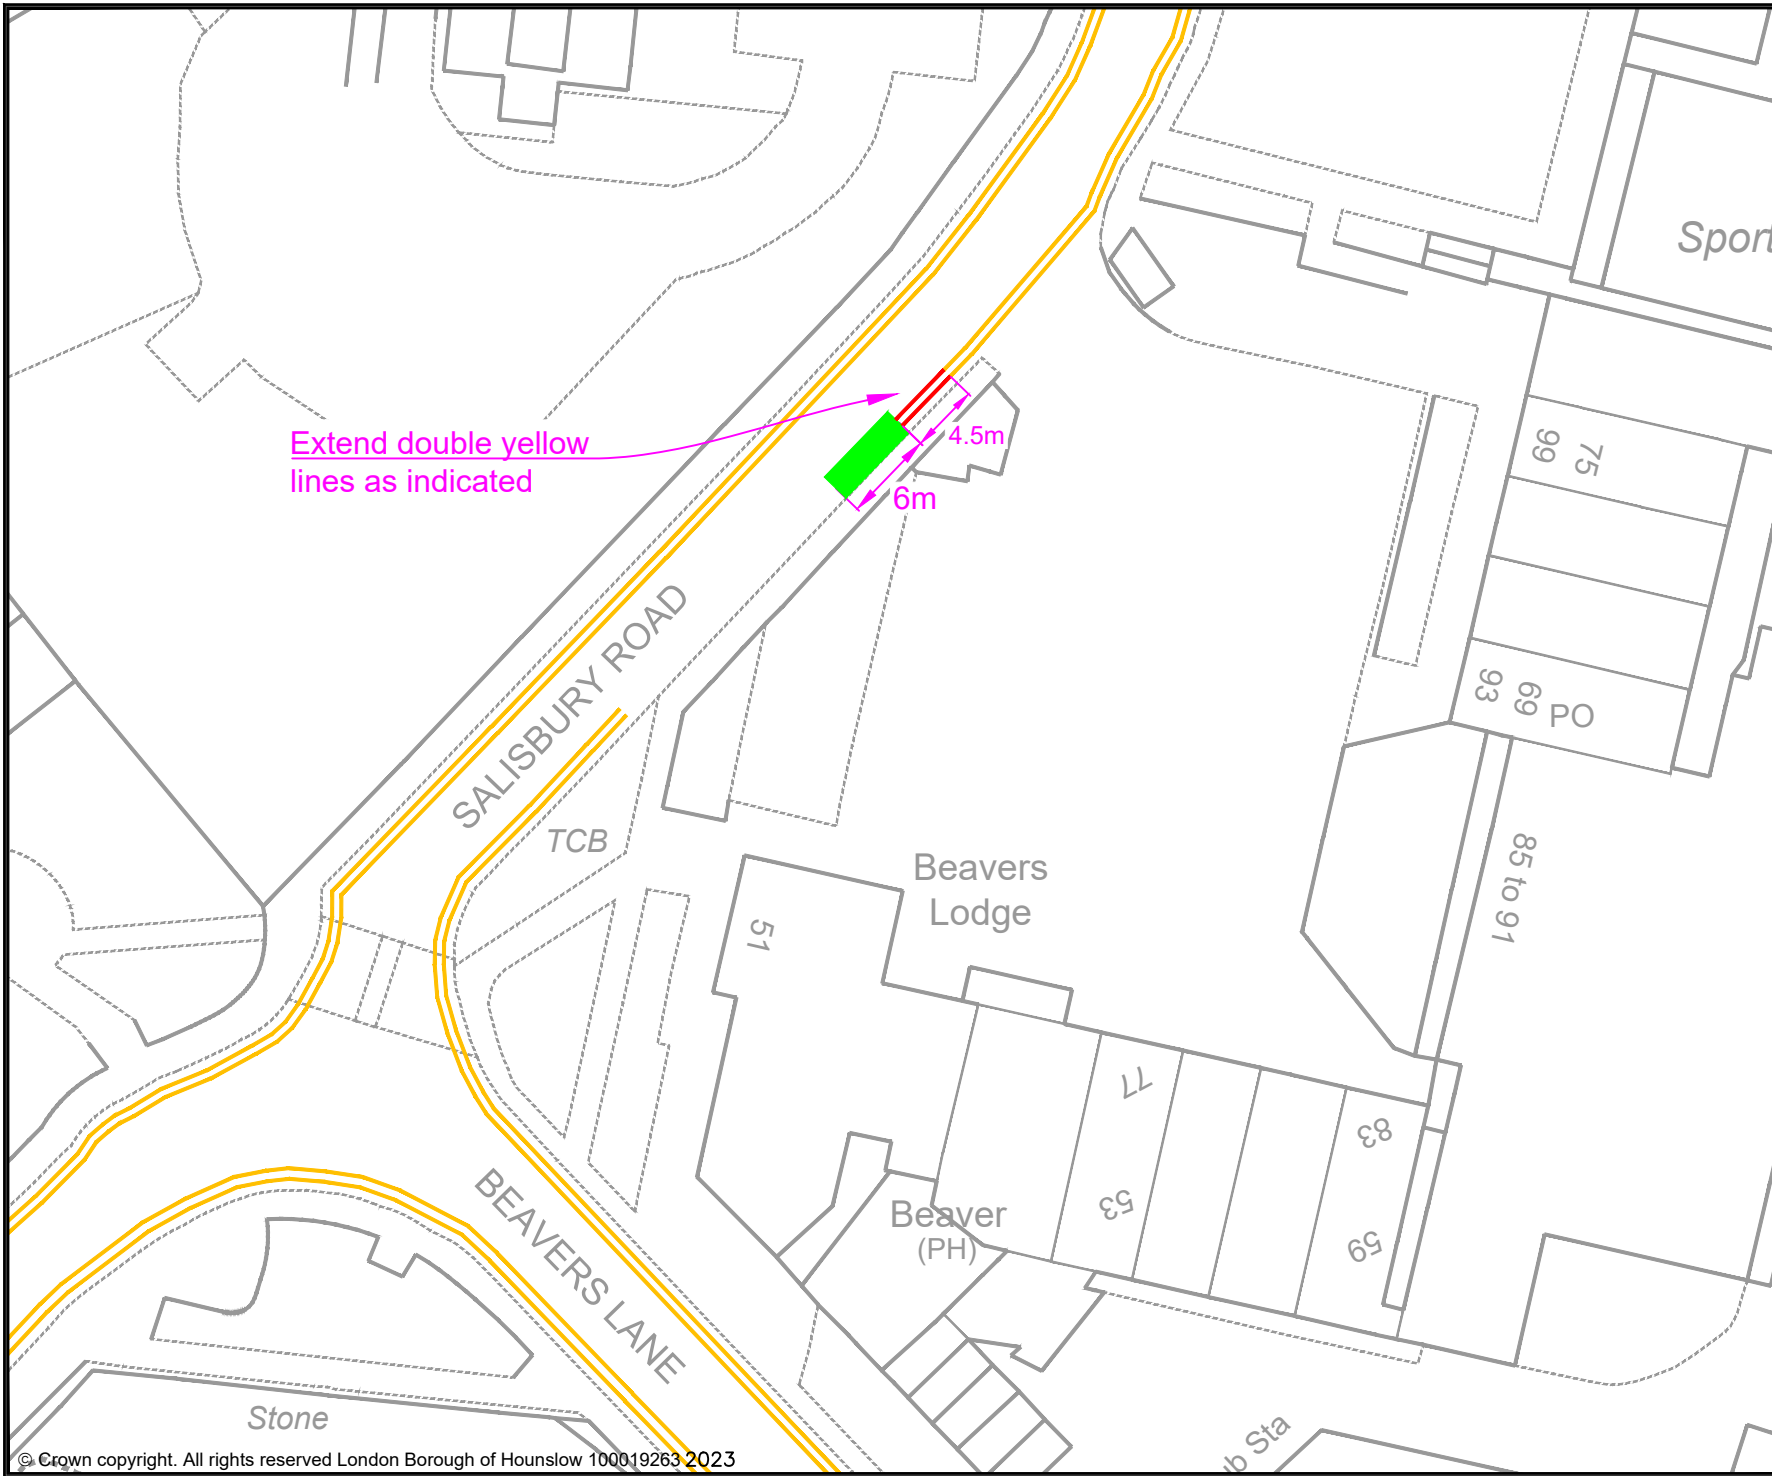 Sport
Extend double yellow
lines as indicated
4.5m
6m
99
75
SALISBURY ROAD
93
69
PO
TCB
Beavers
Lodge
85 to 91
51
77
83
53
59
Beaver
(PH)
BEAVERS LANE
Stone
Sta
© Crown copyright. All rights reserved London Borough of Hounslow 100019263 2023